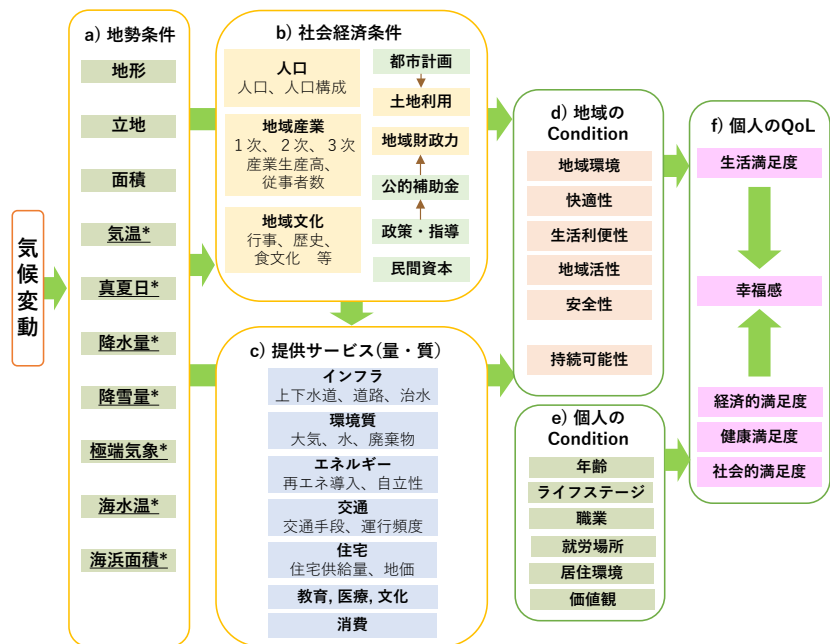 気候変動
a) 地勢条件
地形
立地
面積
気温*
真夏日*
降水量*
降雪量*
極端気象*
海水温*
海浜面積*
b) 社会経済条件
人口
人口、人口構成
地域産業
1次、2次、3次
産業生産高、
従事者数
地域文化
行事、歴史、
食文化 等
都市計画
土地利用
地域財政力
公的補助金
政策・指導
民間資本
c) 提供サービス(量・質)
インフラ
上下水道、道路、治水
環境質
大気、水、廃棄物
エネルギー
再エネ導入、自立性
交通
交通手段、運行頻度
住宅
住宅供給量、地価
教育, 医療, 文化
消費
d) 地域の
Condition
地域環境
快適性
生活利便性
地域活性
安全性
持続可能性
e) 個人の
Condition
年齢
ライフステージ
職業
就労場所
居住環境
価値観
f) 個人のQoL
生活満足度
幸福感
経済的満足度
健康満足度
社会的満足度